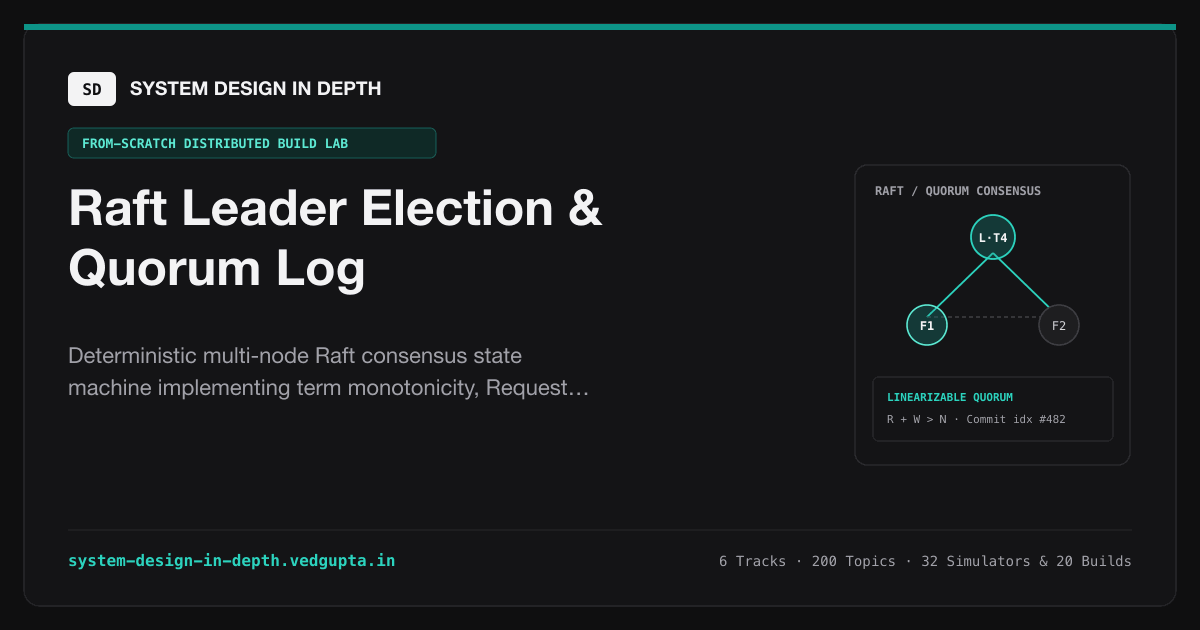 SD SYSTEM DESIGN IN DEPTH
FROM–SCRATCH DISTRIBUTED BUILD LAB
Raft Leader Election &
Quorum Log
Deterministic multi-node Raft consensus state
machine implementing term monotonicity, Request…
RAFT / QUORUM CONSENSUS
L·T4
F1
F2
LINEARIZABLE QUORUM
R + W > N · Commit idx #482
system–design–in–depth.vedgupta.in
6 Tracks · 200 Topics · 32 Simulators & 20 Builds